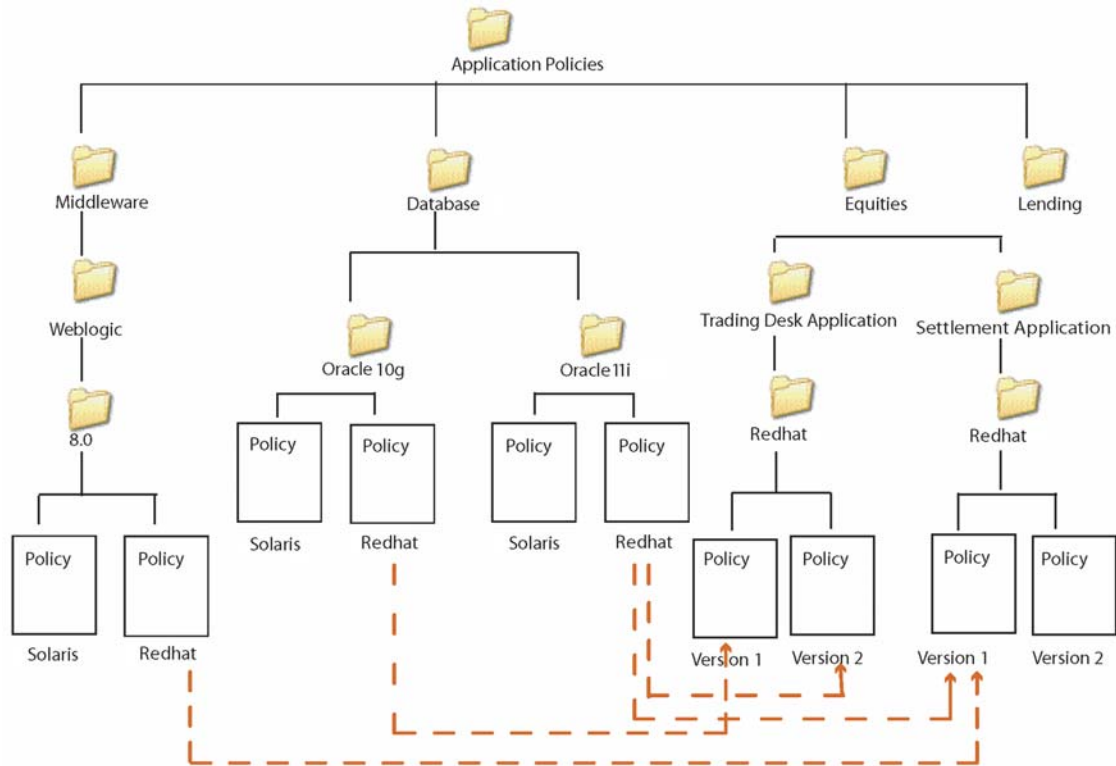 Application Policies
Middleware
Database
Equities
Lending
Weblogic
Oracle 10g
Oracle 11i
Trading Desk Application
Settlement Application
8.0
Redhat
Redhat
Policy
Policy
Policy
Policy
Solaris
Redhat
Solaris
Redhat
Policy
Policy
Policy
Policy
Policy
Policy
Solaris
Redhat
Version 1
Version 2
Version 1
Version 2